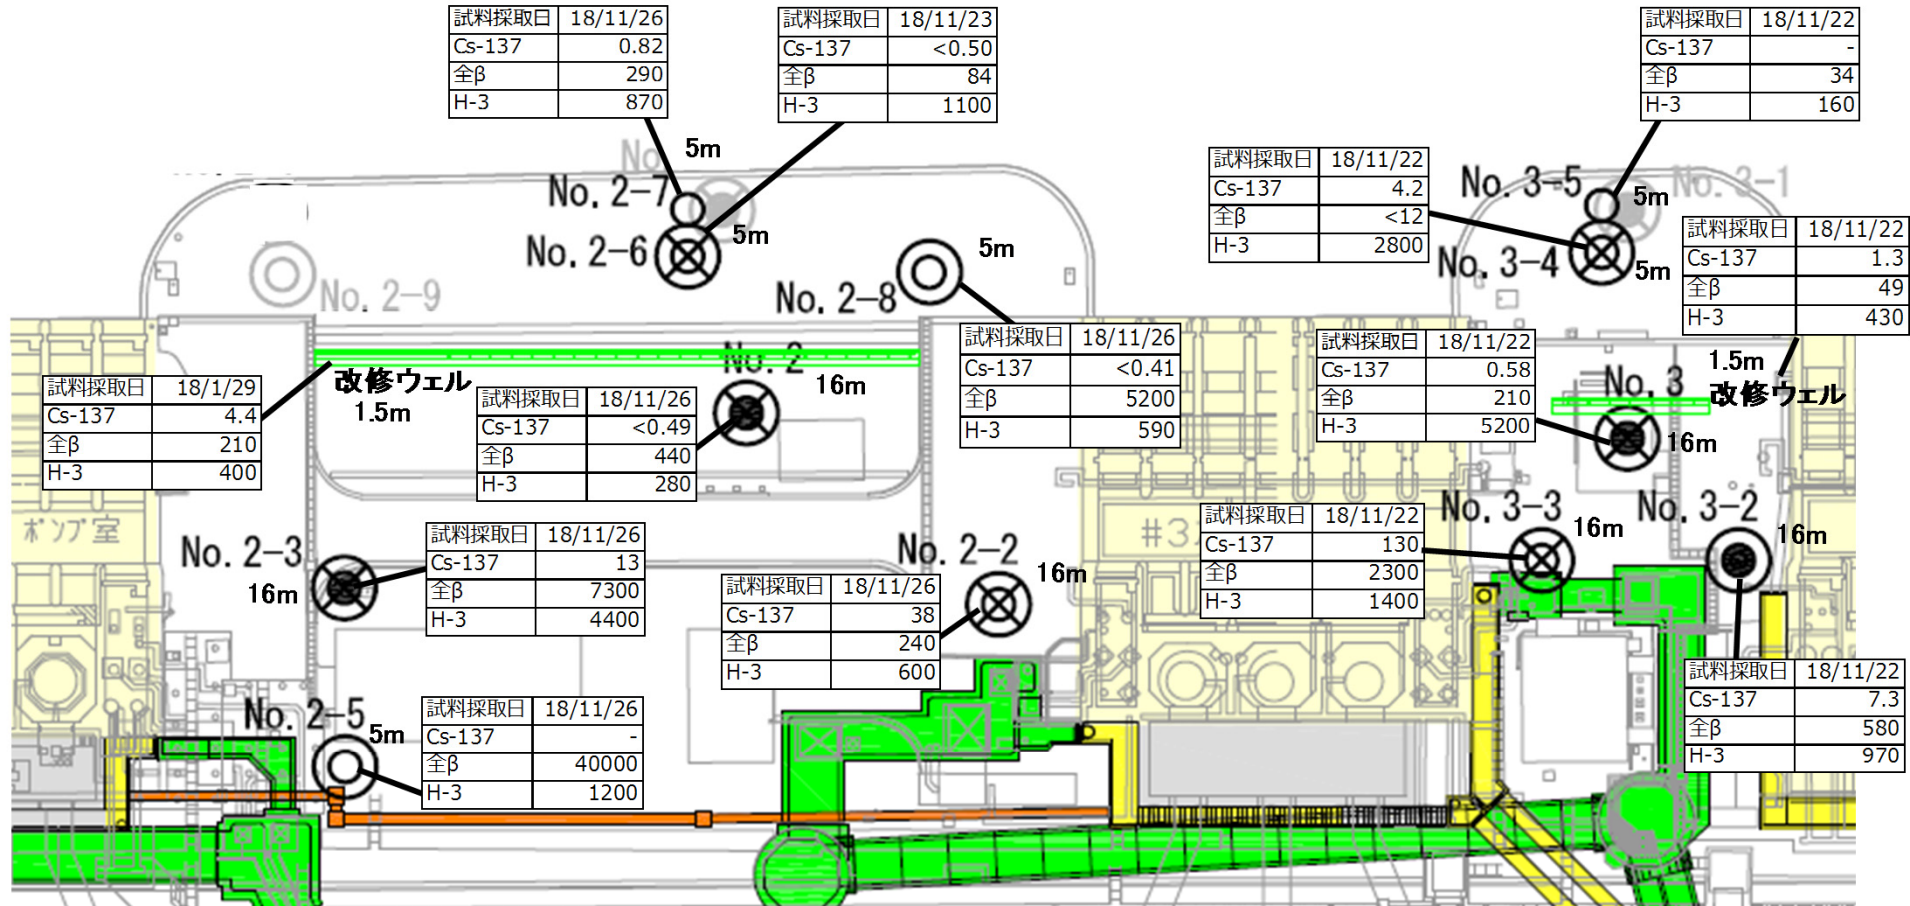 試料採取日 18/11/26
Cs-137 0.82
全β 290
H-3 870
試料採取日 18/11/23
Cs-137 <0.50
全β 84
H-3 1100
試料採取日 18/11/22
Cs-137 -
全β 34
H-3 160
No 5m
No. 2-7
No. 2-6 5m
試料採取日 18/11/22
Cs-137 4.2
全β <12
H-3 2800
No. 3-5 5m No. 3-1
No. 3-4 5m
試料採取日 18/11/22
Cs-137 1.3
全β 49
H-3 430
No. 2-9
No. 2-8 5m
試料採取日 18/11/26
Cs-137 <0.41
全β 5200
H-3 590
試料採取日 18/11/22
Cs-137 0.58
全β 210
H-3 5200
1.5m
改修ウェル
No. 3
16m
試料採取日 18/1/29
Cs-137 4.4
全β 210
H-3 400
改修ウェル
1.5m
No. 2
16m
試料採取日 18/11/26
Cs-137 <0.49
全β 440
H-3 280
ポンプ室
No. 2-3
16m
試料採取日 18/11/26
Cs-137 13
全β 7300
H-3 4400
No. 2-2
16m
試料採取日 18/11/26
Cs-137 38
全β 240
H-3 600
#3
試料採取日 18/11/22
Cs-137 130
全β 2300
H-3 1400
No. 3-3
16m
No. 3-2
16m
試料採取日 18/11/22
Cs-137 7.3
全β 580
H-3 970
No. 2-5
5m
試料採取日 18/11/26
Cs-137 -
全β 40000
H-3 1200